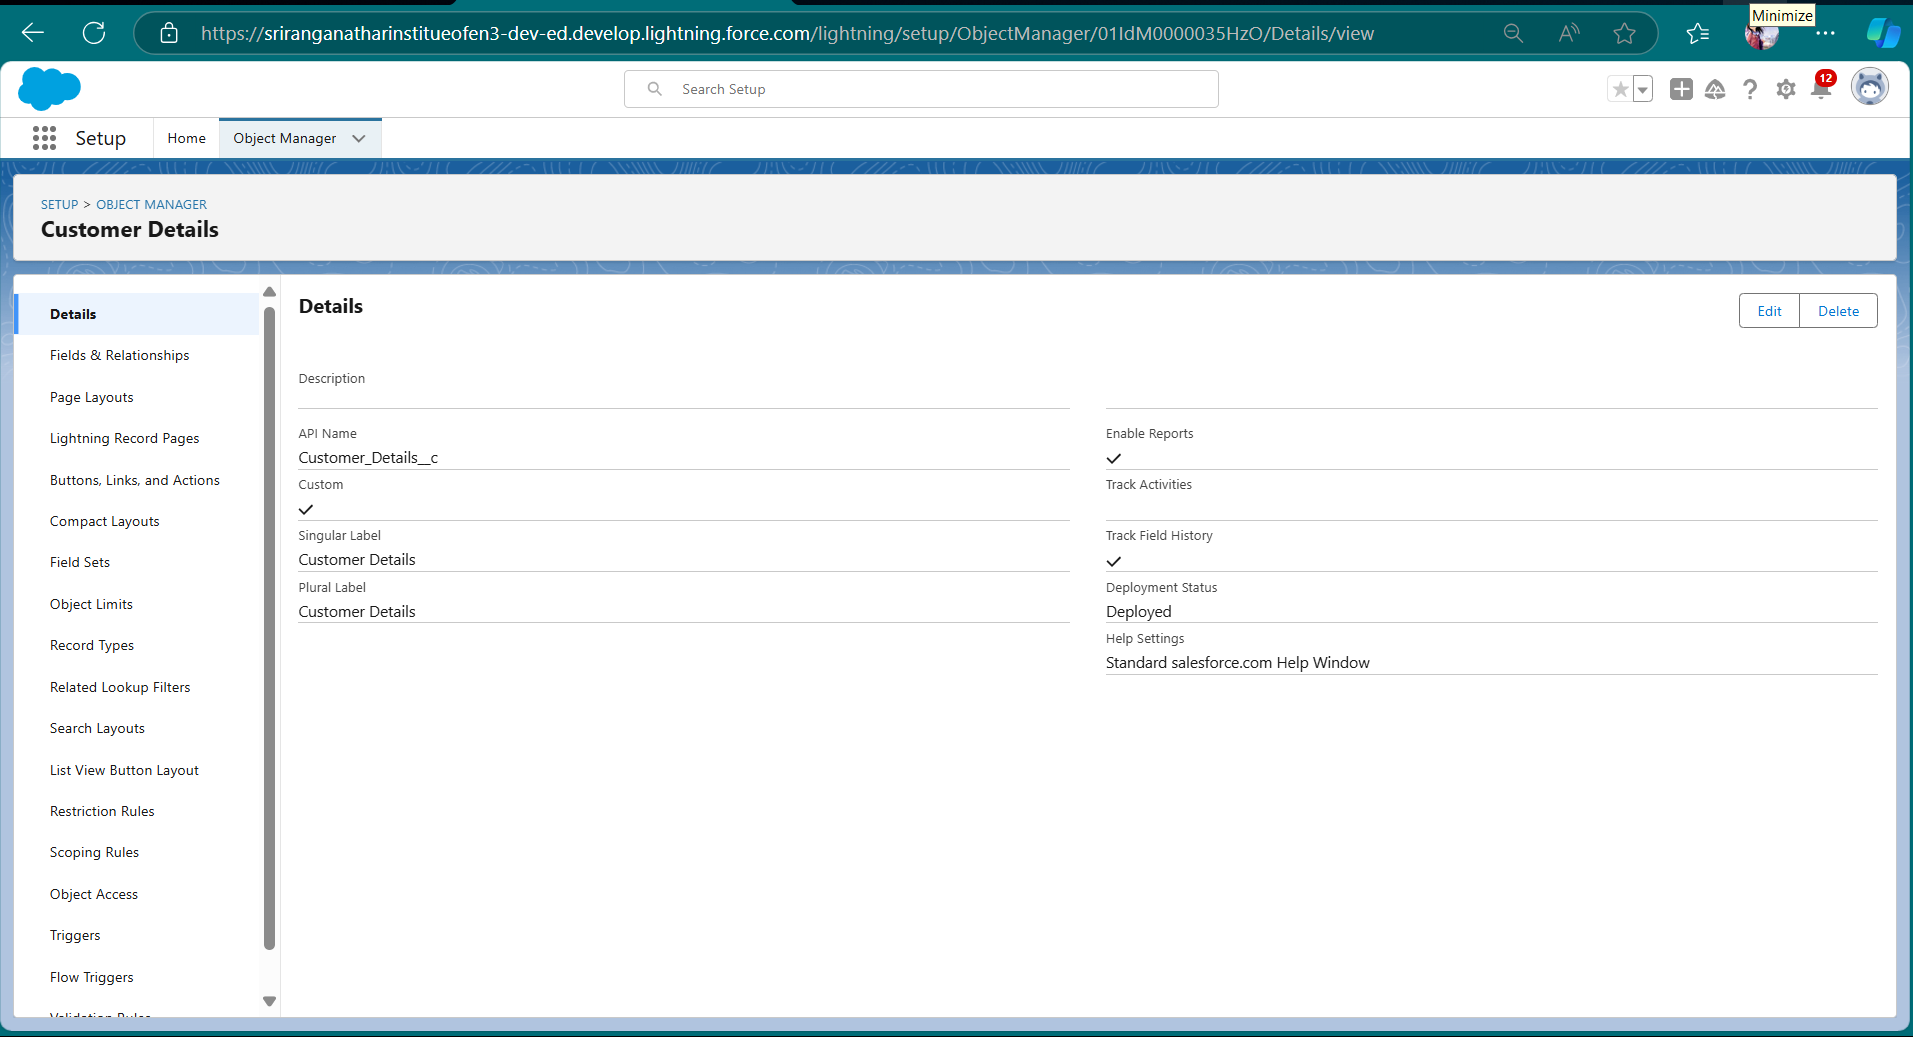 Minimize
https://sriranganatharinstitueofen3-dev-ed.develop.lightning.force.com/lightning/setup/ObjectManager/01IdM0000035HzO/Details/view
Search Setup
12
Setup
Home
Object Manager
SETUP > OBJECT MANAGER
Customer Details
Details
Fields & Relationships
Page Layouts
Lightning Record Pages
Buttons, Links, and Actions
Compact Layouts
Field Sets
Object Limits
Record Types
Related Lookup Filters
Search Layouts
List View Button Layout
Restriction Rules
Scoping Rules
Object Access
Triggers
Flow Triggers
Validation Rules
Details
Edit
Delete
Description
API Name
Customer_Details__c
Custom
Singular Label
Customer Details
Plural Label
Customer Details
Enable Reports
Track Activities
Track Field History
Deployment Status
Deployed
Help Settings
Standard salesforce.com Help Window